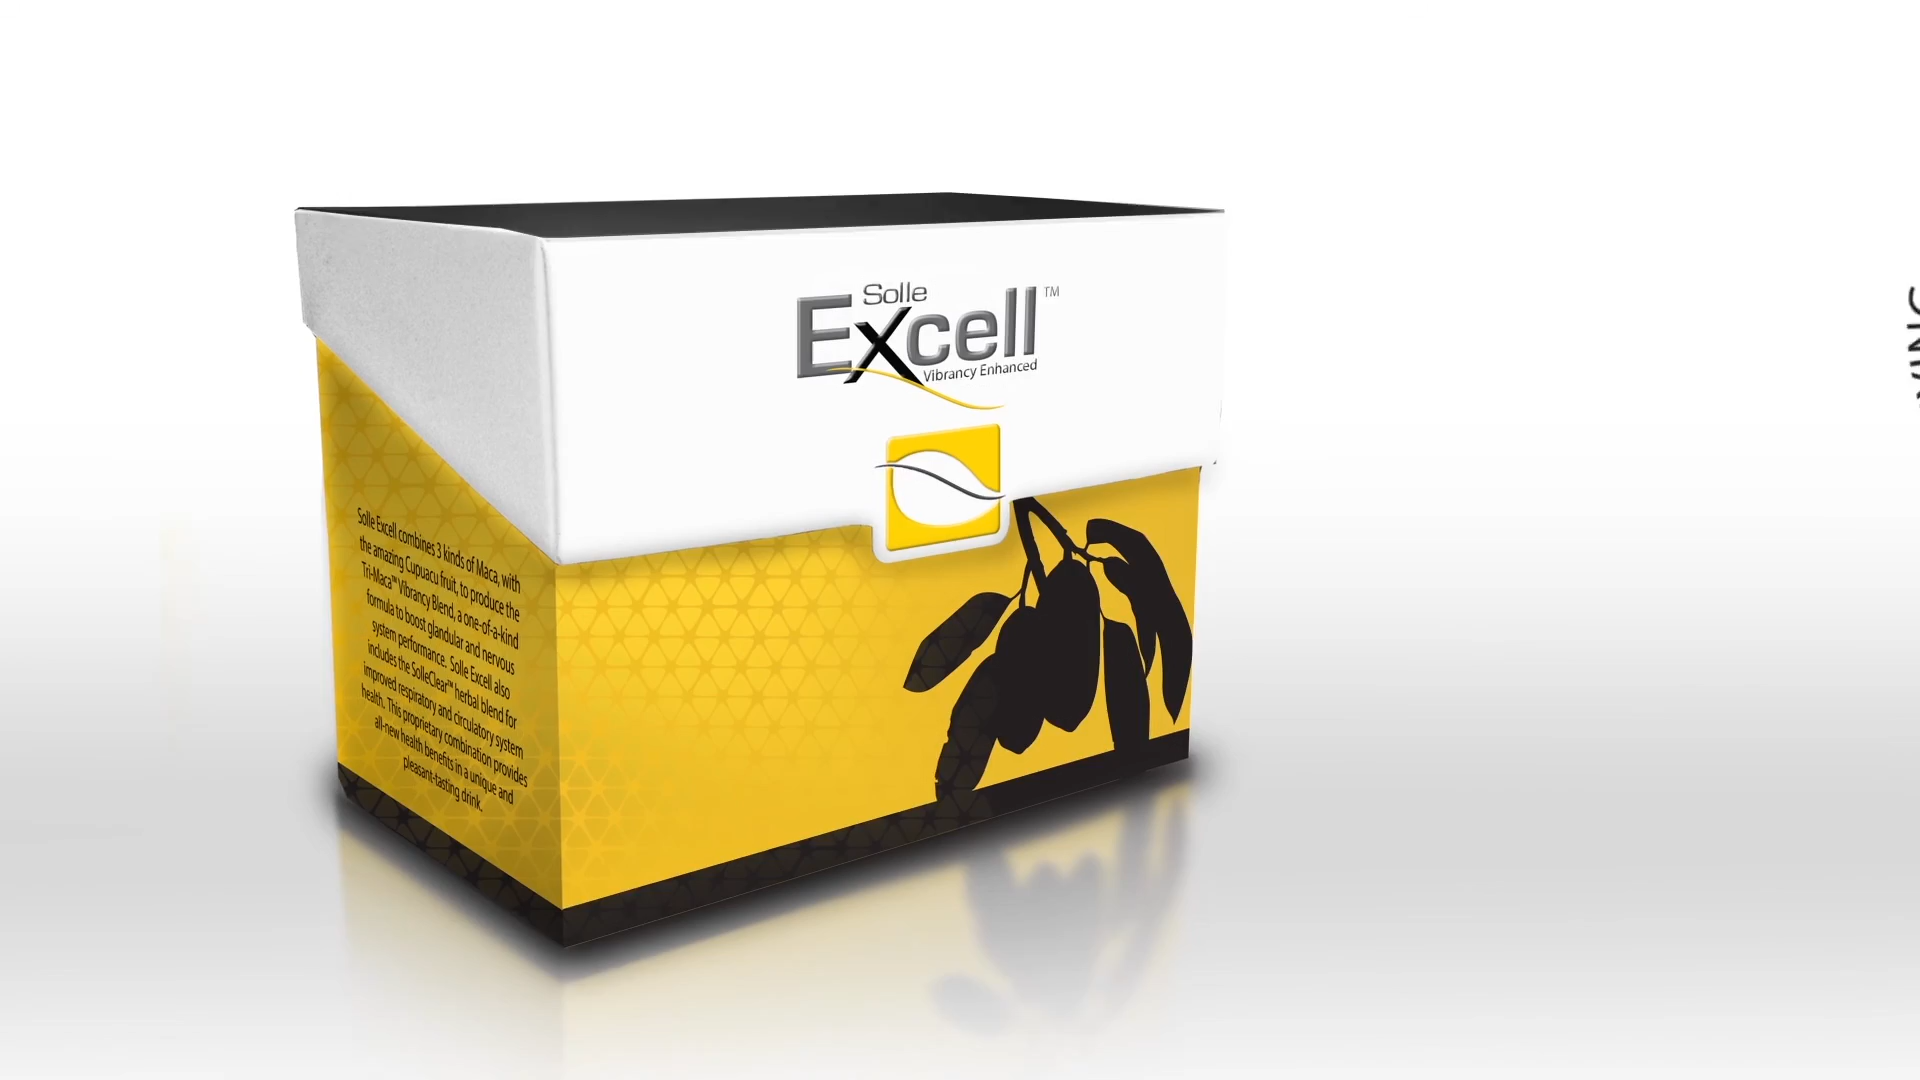 Solle
Excell™
Vibrancy Enhanced
Solle Excell combines 3 kinds of Maca, with
the amazing Cupuacu fruit, to produce the
Tri-Maca™ Vibrancy Blend, a one-of-a-kind
formula to boost glandular and nervous
system performance. Solle Excell also
includes the SolleClear™ herbal blend for
improved respiratory and circulatory system
health. This proprietary combination provides
all-new health benefits in a unique and
pleasant-tasting drink.